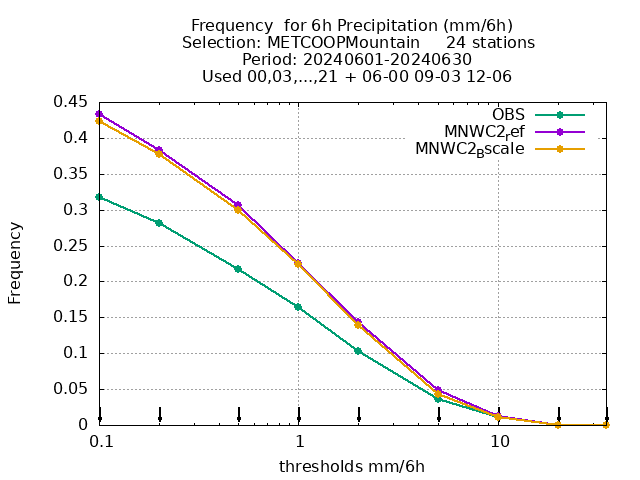 Frequency  for 6h Precipitation (mm/6h)
Selection: METCOOPMountain     24 stations
Period: 20240601-20240630
Used 00,03,...,21 + 06-00 09-03 12-06
OBS
MNWC2ref
MNWC2Bscale
0.45
0.4
0.35
0.3
0.25
0.2
0.15
0.1
0.05
0
Frequency
0.1 1 10
thresholds mm/6h